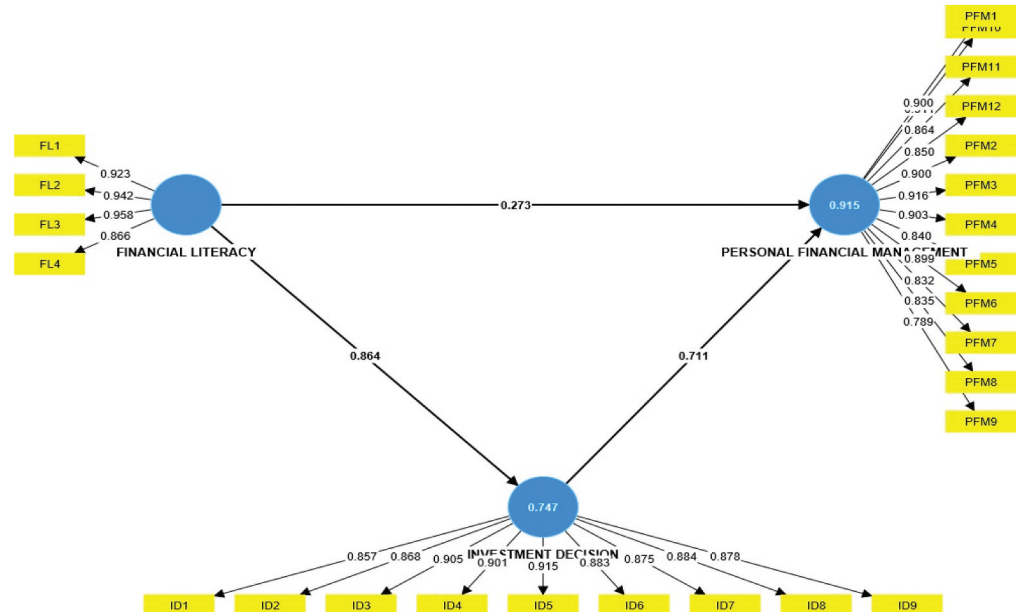 PFM1
PFM10
PFM11
PFM12
PFM2
PFM3
PFM4
PFM5
PFM6
PFM7
PFM8
PFM9
0.900
0.864
0.850
0.900
0.916
0.903
0.840
0.899
0.832
0.835
0.789
FL1
FL2
FL3
FL4
0.923
0.942
0.958
0.866
FINANCIAL LITERACY
0.273
0.915
PERSONAL FINANCIAL MANAGEMENT
0.864
0.711
0.747
INVESTMENT DECISION
0.857
0.868
0.905
0.901
0.915
0.883
0.875
0.884
0.878
ID1
ID2
ID3
ID4
ID5
ID6
ID7
ID8
ID9